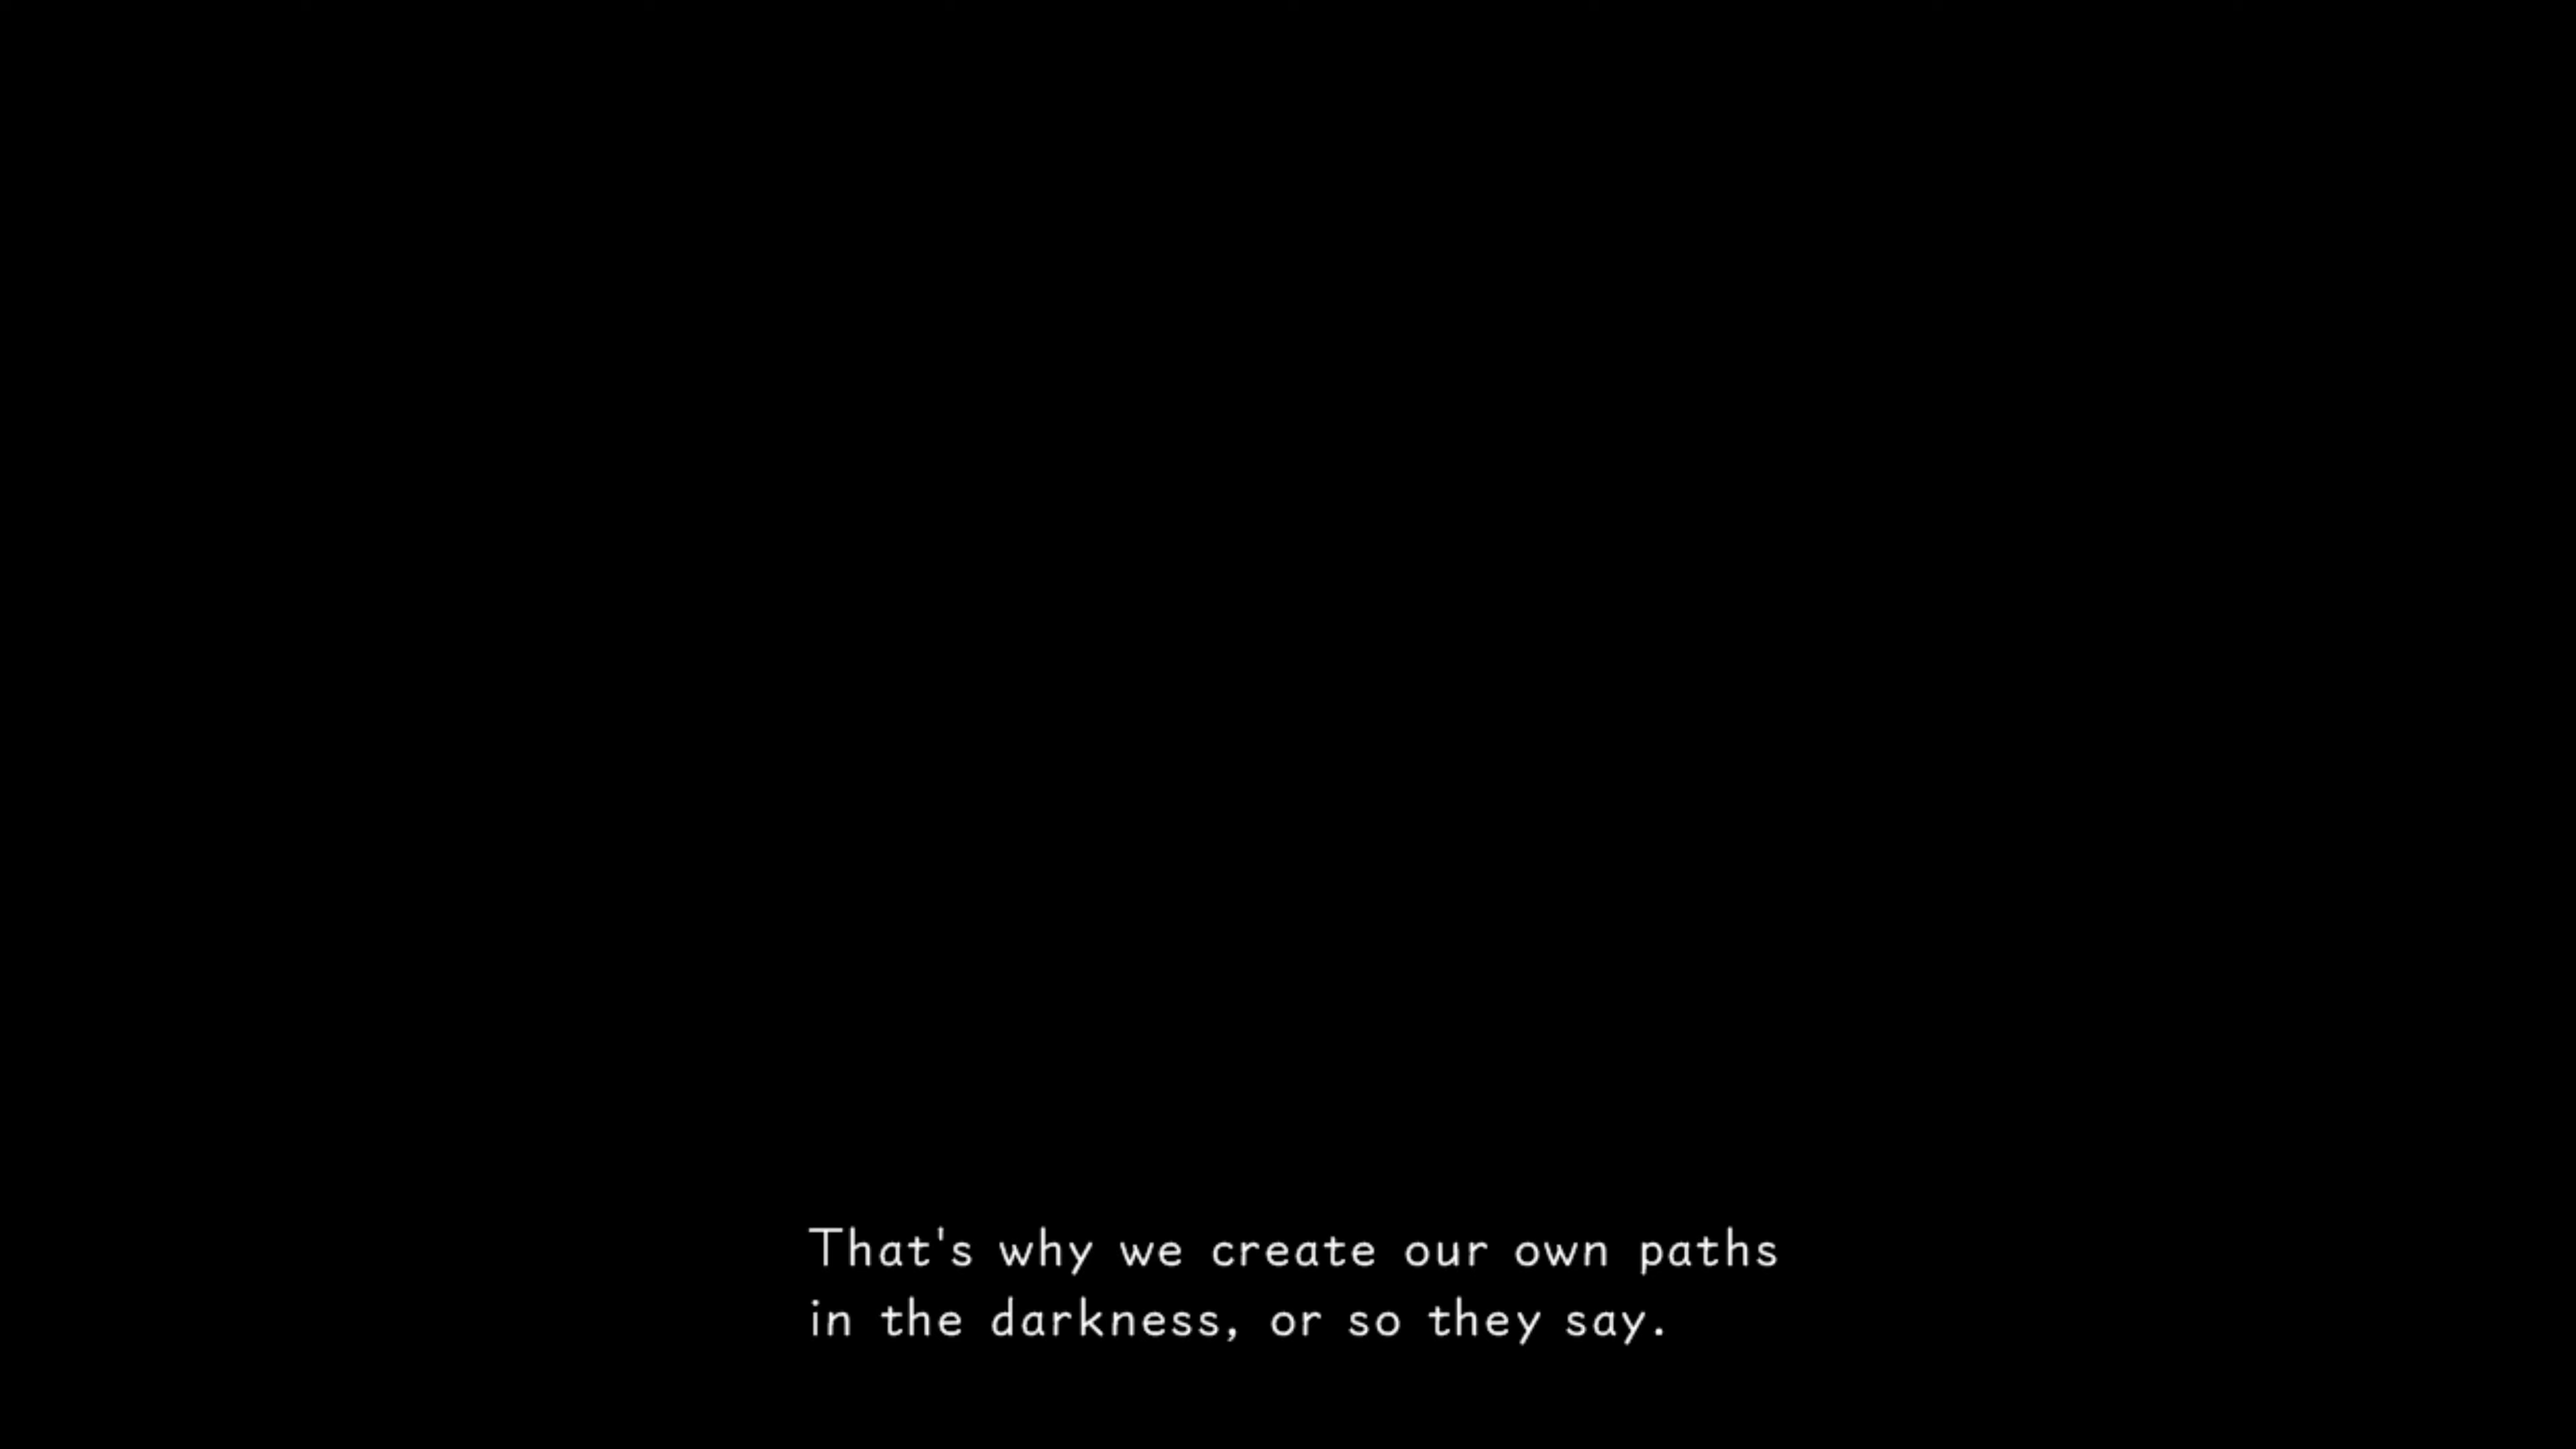 That's why we create our own paths
in the darkness, or so they say.